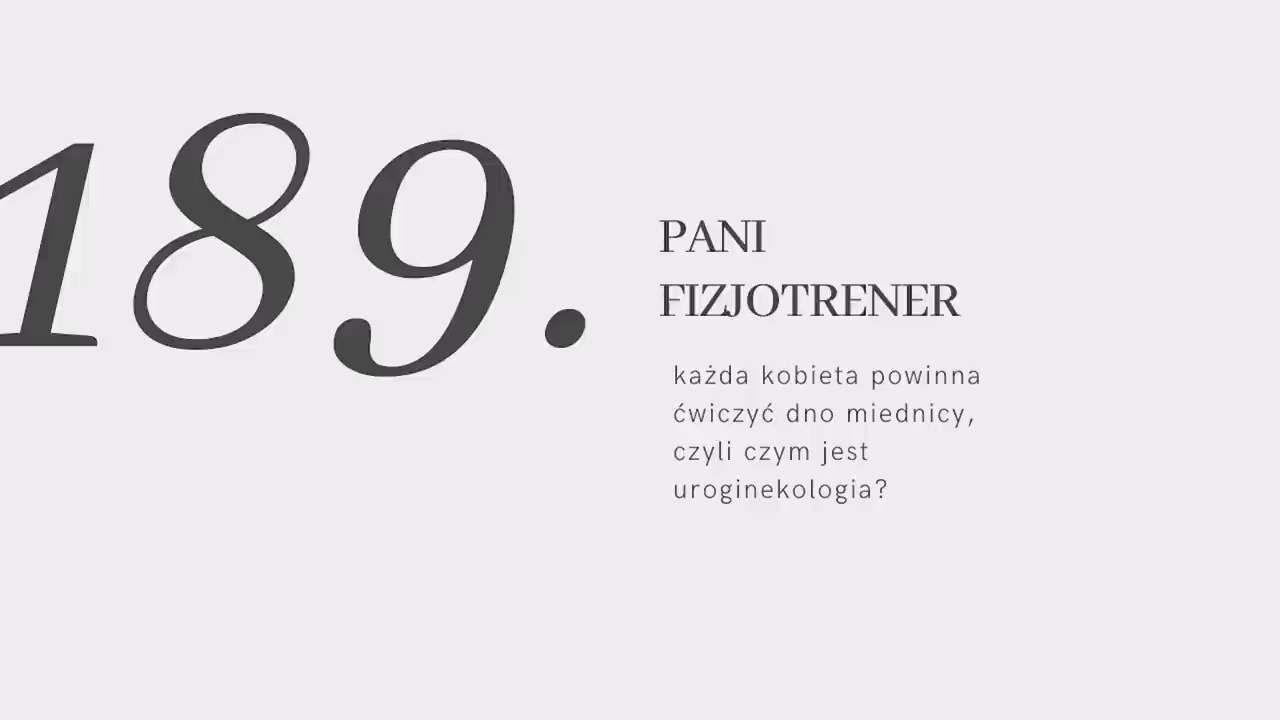 189.
PANI
FIZJOTRENER
każda kobieta powinna
ćwiczyć dno miednicy,
czyli czym jest
uroginekologia?